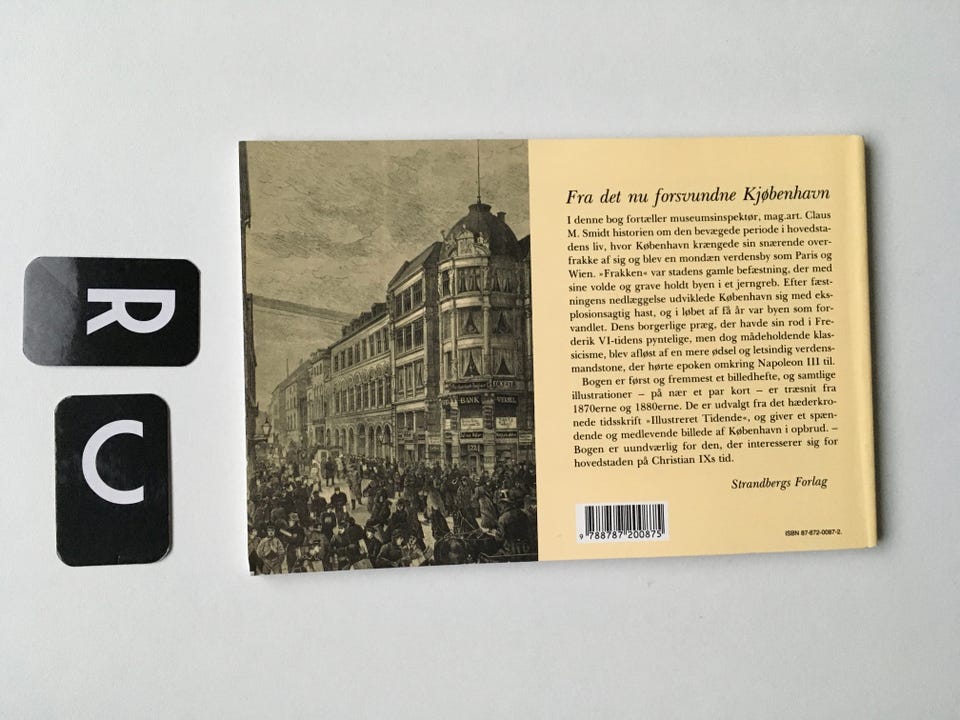 R
C
Fra det nu forsvundne Kjøbenhavn
I denne bog fortæller museumsinspektør, mag.art. Claus
M. Smidt historien om den bevægede periode i hovedsta-
dens liv, hvor København krængede sin snærende over-
frakke af sig og blev en mondæn verdensby som Paris og
Wien. »Frakken« var stadens gamle befæstning, der med
sine volde og grave holdt byen i et jerngreb. Efter fæst-
ningens nedlæggelse udviklede København sig med eks-
plosionsagtig hast, og i løbet af få år var byen som for-
vandlet. Dens borgerlige præg, der havde sin rod i Fre-
derik VI-tidens pyntelige, men dog mådeholdende klas-
sicisme, blev afløst af en mere ødsel og letsindig verdens-
mandstone, der hørte epoken omkring Napoleon III til.
Bogen er først og fremmest et billedhefte, og samtlige
illustrationer – på nær et par kort – er træsnit fra
1870erne og 1880erne. De er udvalgt fra det hæderkro-
nede tidsskrift »Illustreret Tidende«, og giver et spæn-
dende og medlevende billede af København i opbrud. –
Bogen er uundværlig for den, der interesserer sig for
hovedstaden på Christian IXs tid.
Strandbergs Forlag
9 788787 200875
ISBN 87-872-0087-2.
BANK
VEKSEL